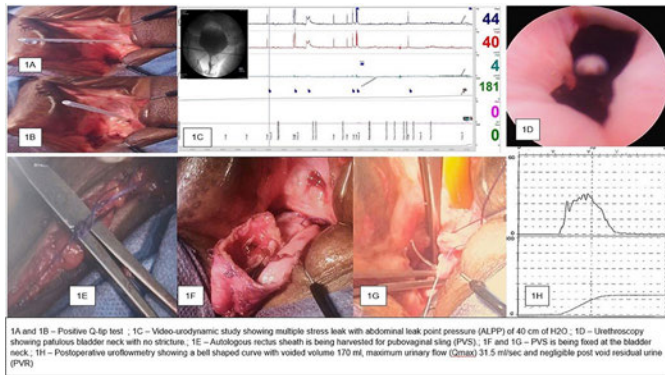 44
40
4
181
0
0
1A
1B
1C
1D
1E
1F
1G
1H
1A and 1B – Positive Q-tip test ; 1C – Video-urodynamic study showing multiple stress leak with abdominal leak point pressure (ALPP) of 40 cm of H2O.; 1D – Urethroscopy
showing patulous bladder neck with no stricture.; 1E – Autologous rectus sheath is being harvested for pubovaginal sling (PVS).; 1F and 1G – PVS is being fixed at the bladder
neck.; 1H – Postoperative uroflowmetry showing a bell shaped curve with voided volume 170 ml, maximum urinary flow (Qmax) 31.5 ml/sec and negligible post void residual urine
(PVR)